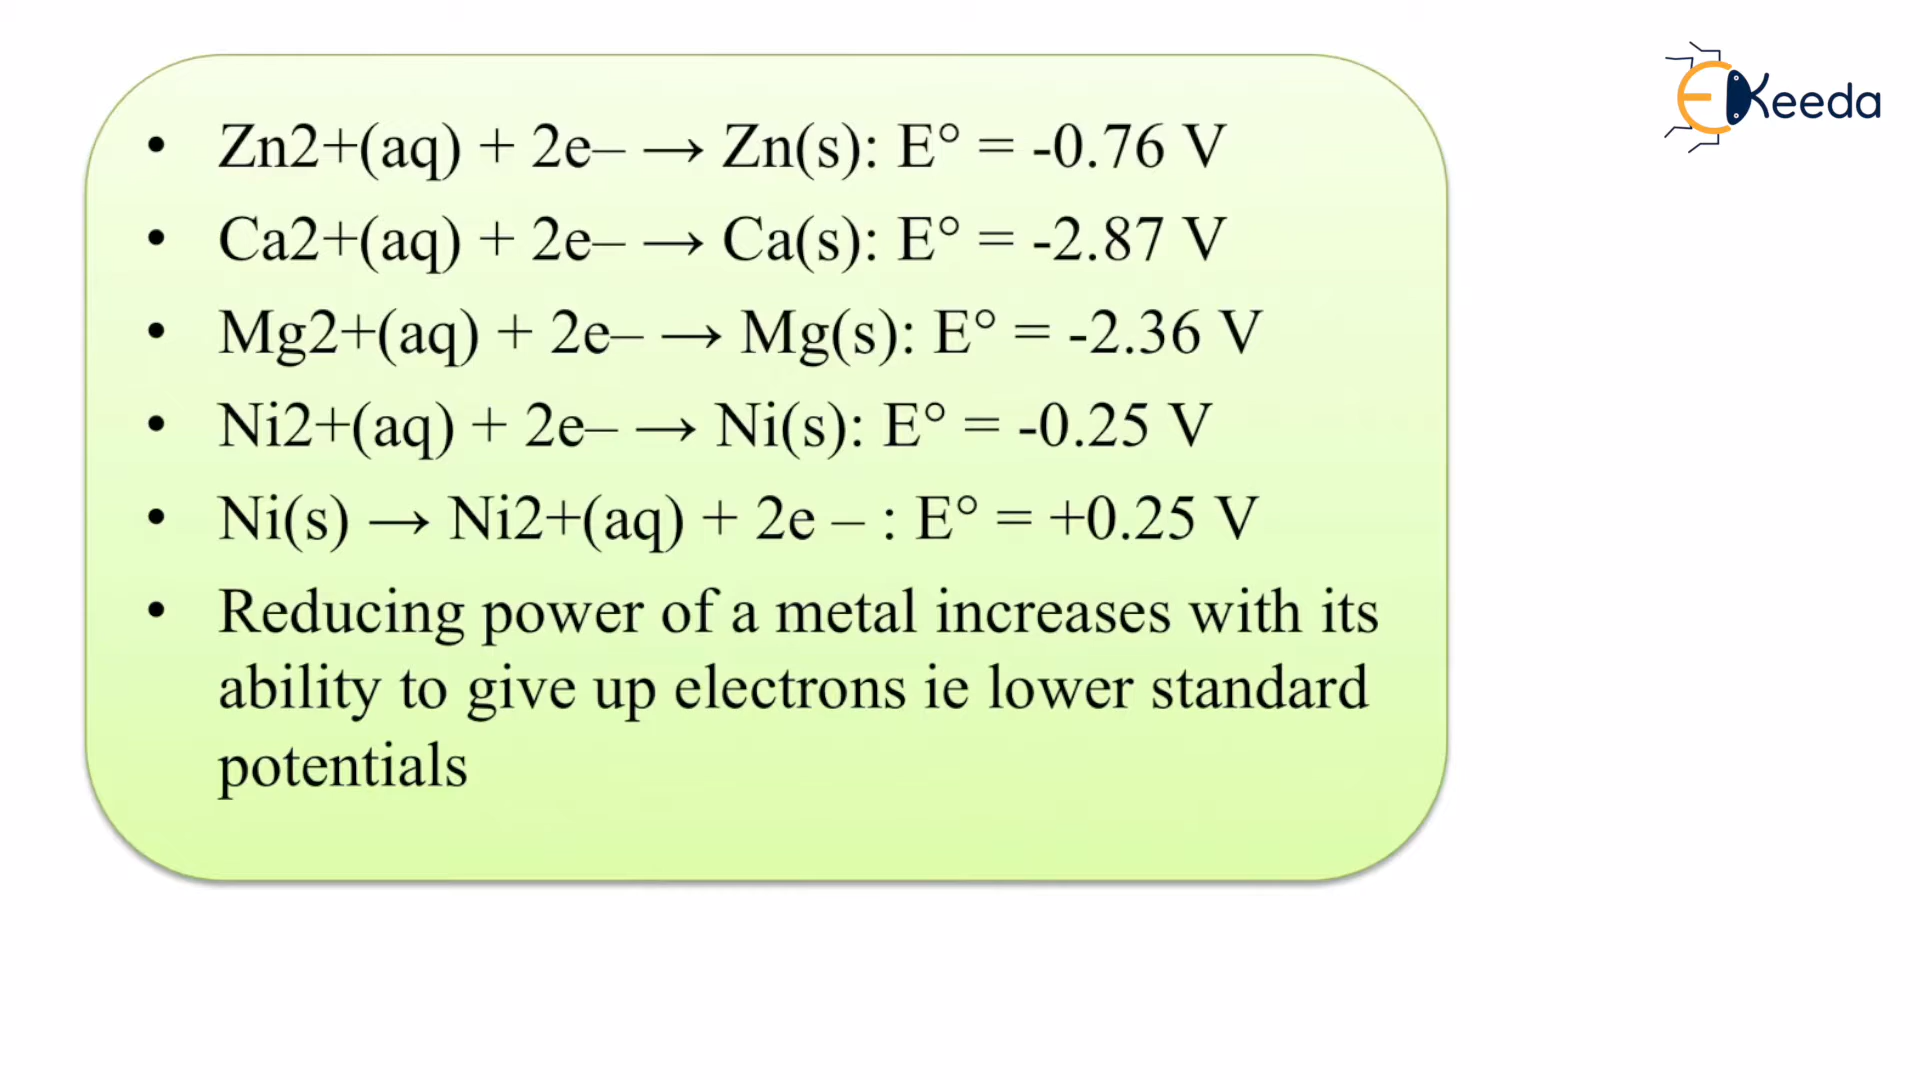 EKeeda
• Zn2+(aq) + 2e– → Zn(s): E° = -0.76 V
• Ca2+(aq) + 2e– → Ca(s): E° = -2.87 V
• Mg2+(aq) + 2e– → Mg(s): E° = -2.36 V
• Ni2+(aq) + 2e– → Ni(s): E° = -0.25 V
• Ni(s) → Ni2+(aq) + 2e – : E° = +0.25 V
• Reducing power of a metal increases with its
ability to give up electrons ie lower standard
potentials